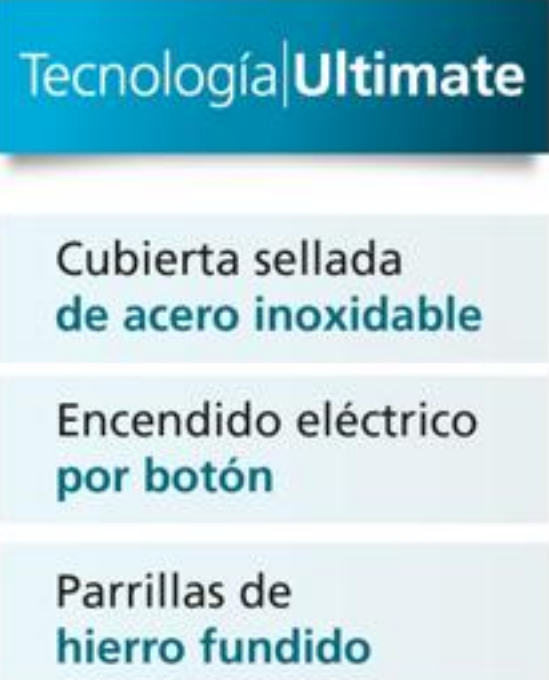 Tecnología|Ultimate
Cubierta sellada
de acero inoxidable
Encendido eléctrico
por botón
Parrillas de
hierro fundido